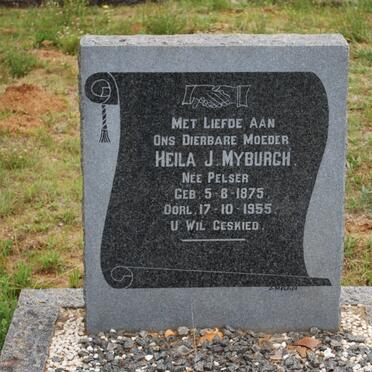 MET LIEFDE AAN
ONS DIERBARE MOEDER
HEILA J. MYBURGH.
NEE PELSER
GEB. 5-8-1875.
OORL. 17-10-1955.
U WIL GESKIED.